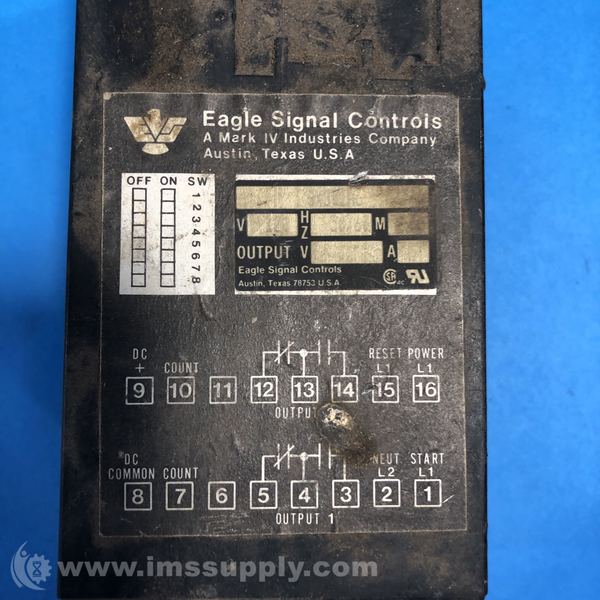 Eagle Signal Controls
A Mark IV Industries Company
Austin, Texas U.S.A
OFF ON SW
1 2 3 4 5 6 7 8
V HZ M
OUTPUT V A
Eagle Signal Controls
Austin, Texas 78753 U.S.A
DC + COUNT RESET L1 POWER L1
9 10 11 12 13 14 15 16
OUTPUT
DC COMMON COUNT NEUT L2 START L1
8 7 6 5 4 3 2 1
OUTPUT 1
www.imssupply.com